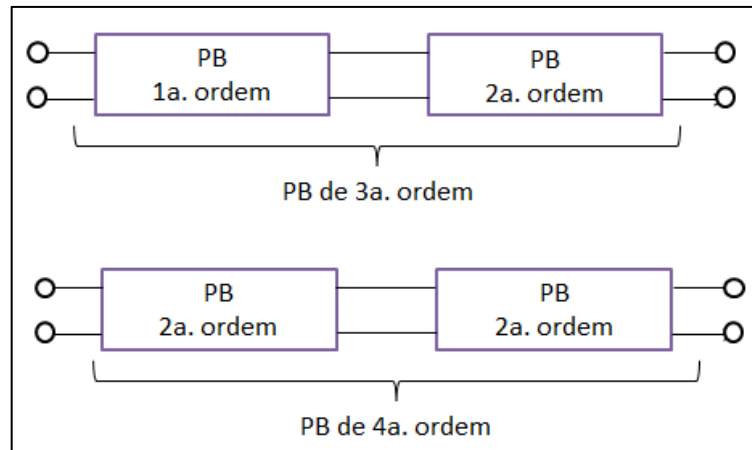 PB
1a. ordem
PB
2a. ordem
PB de 3a. ordem
PB
2a. ordem
PB
2a. ordem
PB de 4a. ordem